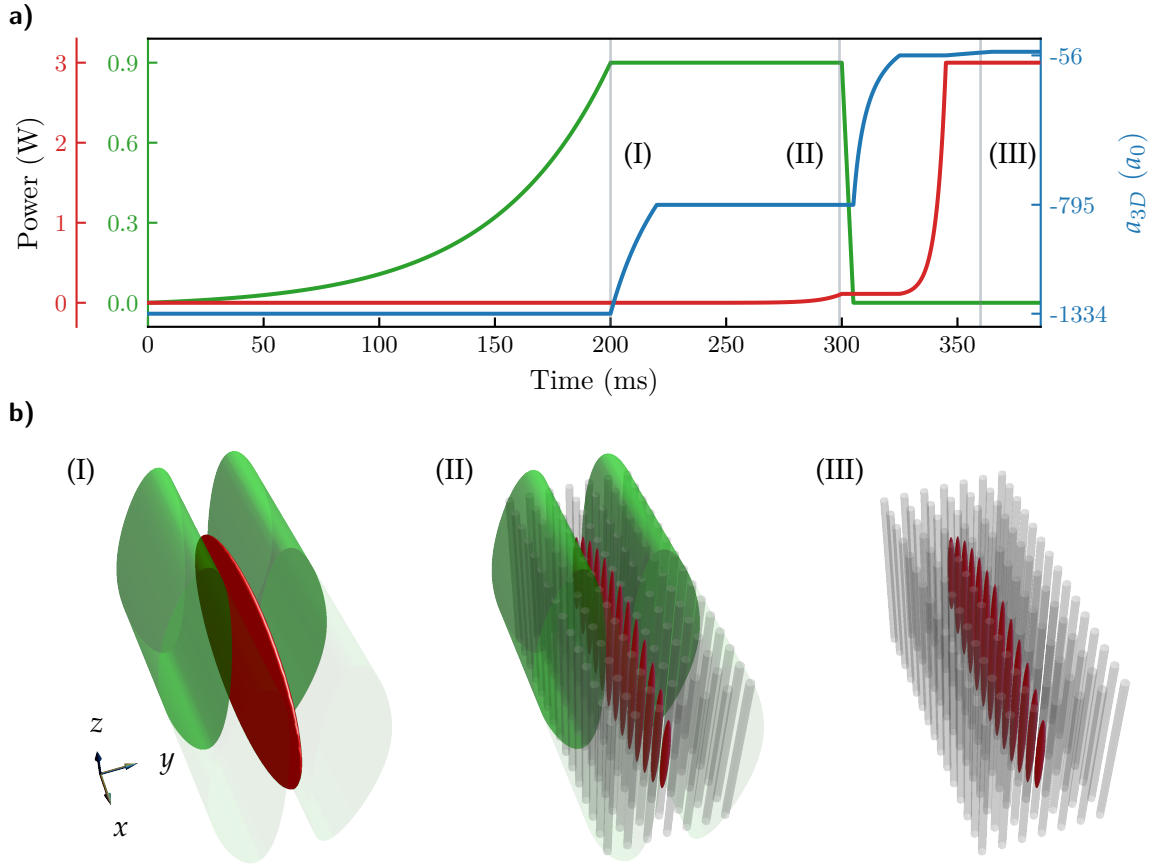 a)
Power (W)
3
2
1
0
0.9
0.6
0.3
0.0
(I)
(II)
(III)
-56
-795
-1334
a3D (a0)
0
50
100
150
200
250
300
350
Time (ms)
b)
(I)
(II)
(III)
z
y
x